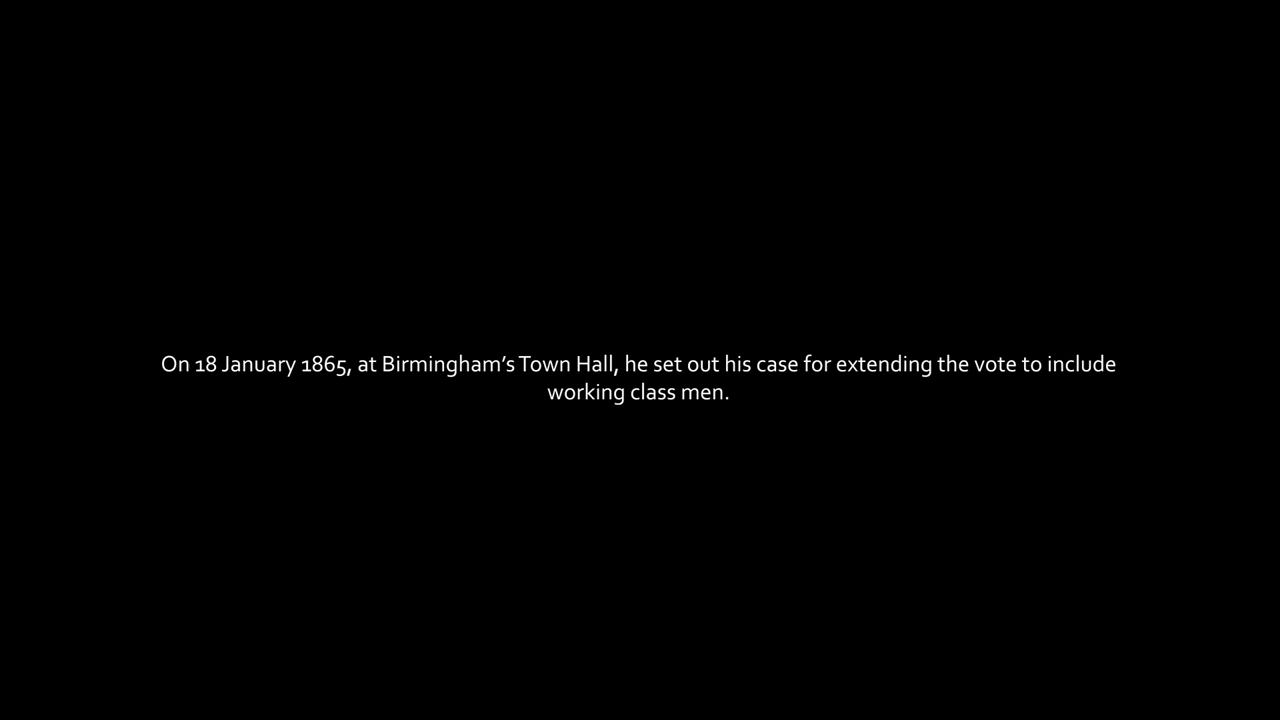 On 18 January 1865, at Birmingham’s Town Hall, he set out his case for extending the vote to include
working class men.